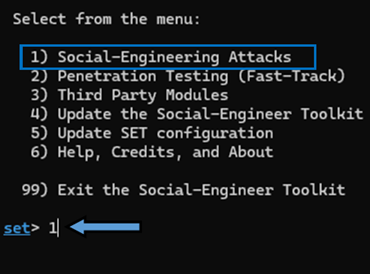 Select from the menu:
1) Social-Engineering Attacks
2) Penetration Testing (Fast-Track)
3) Third Party Modules
4) Update the Social-Engineer Toolkit
5) Update SET configuration
6) Help, Credits, and About
99) Exit the Social-Engineer Toolkit
set> 1